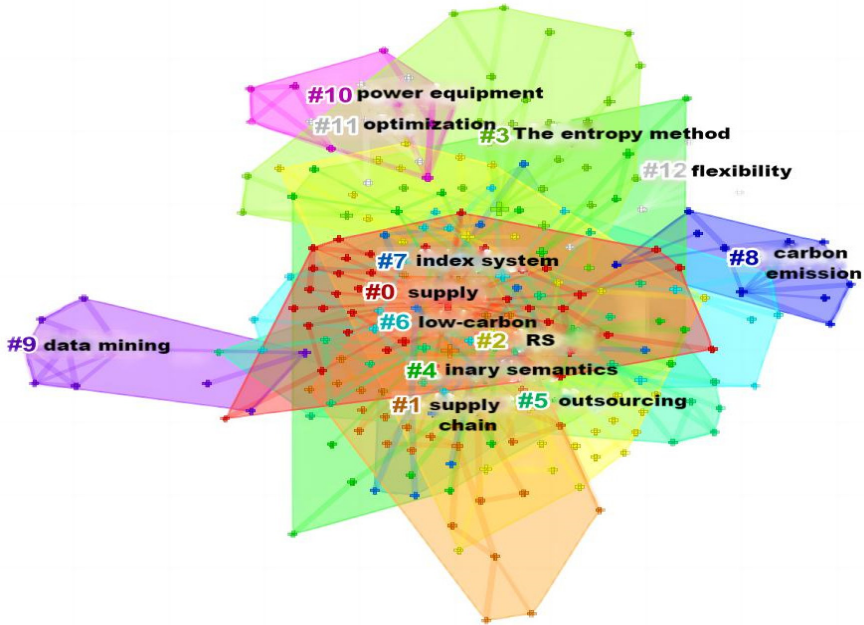 #10 power equipment
#11 optimization
#3 The entropy method
#12 flexibility
#7 index system
#8 carbon
emission
#0 supply
#6 low-carbon
#2 RS
#9 data mining
#4 inary semantics
#1 supply
chain
#5 outsourcing